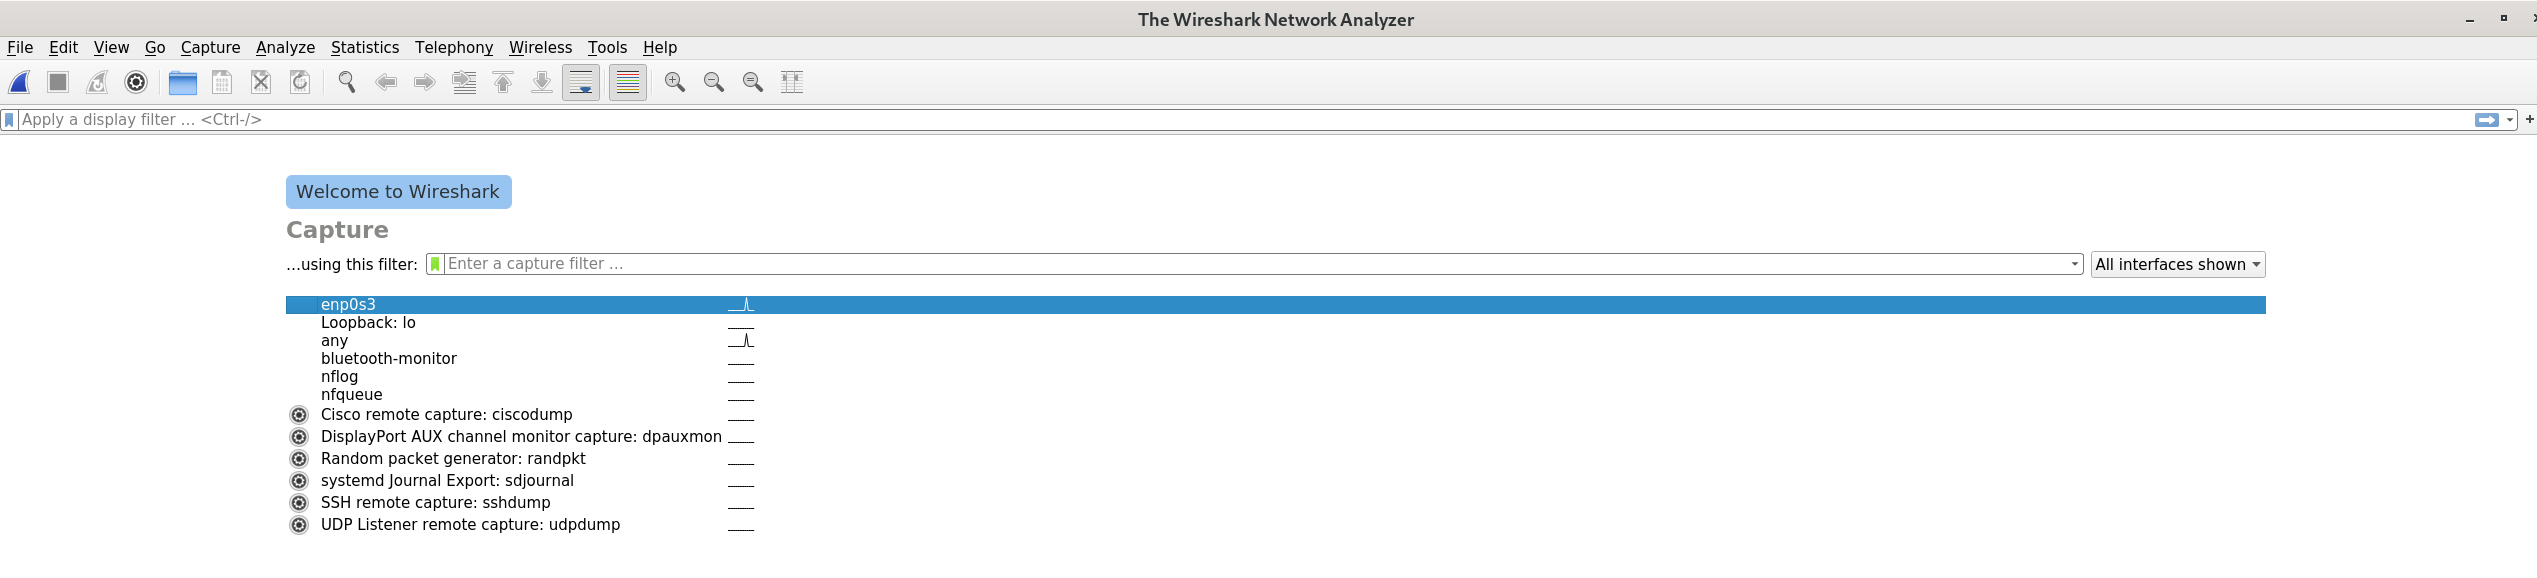 The Wireshark Network Analyzer
File Edit View Go Capture Analyze Statistics Telephony Wireless Tools Help
Apply a display filter … <Ctrl-/>
+
Welcome to Wireshark
Capture
…using this filter: Enter a capture filter … All interfaces shown
enp0s3
Loopback: lo
any
bluetooth-monitor
nflog
nfqueue
Cisco remote capture: ciscodump
DisplayPort AUX channel monitor capture: dpauxmon
Random packet generator: randpkt
systemd Journal Export: sdjournal
SSH remote capture: sshdump
UDP Listener remote capture: udpdump